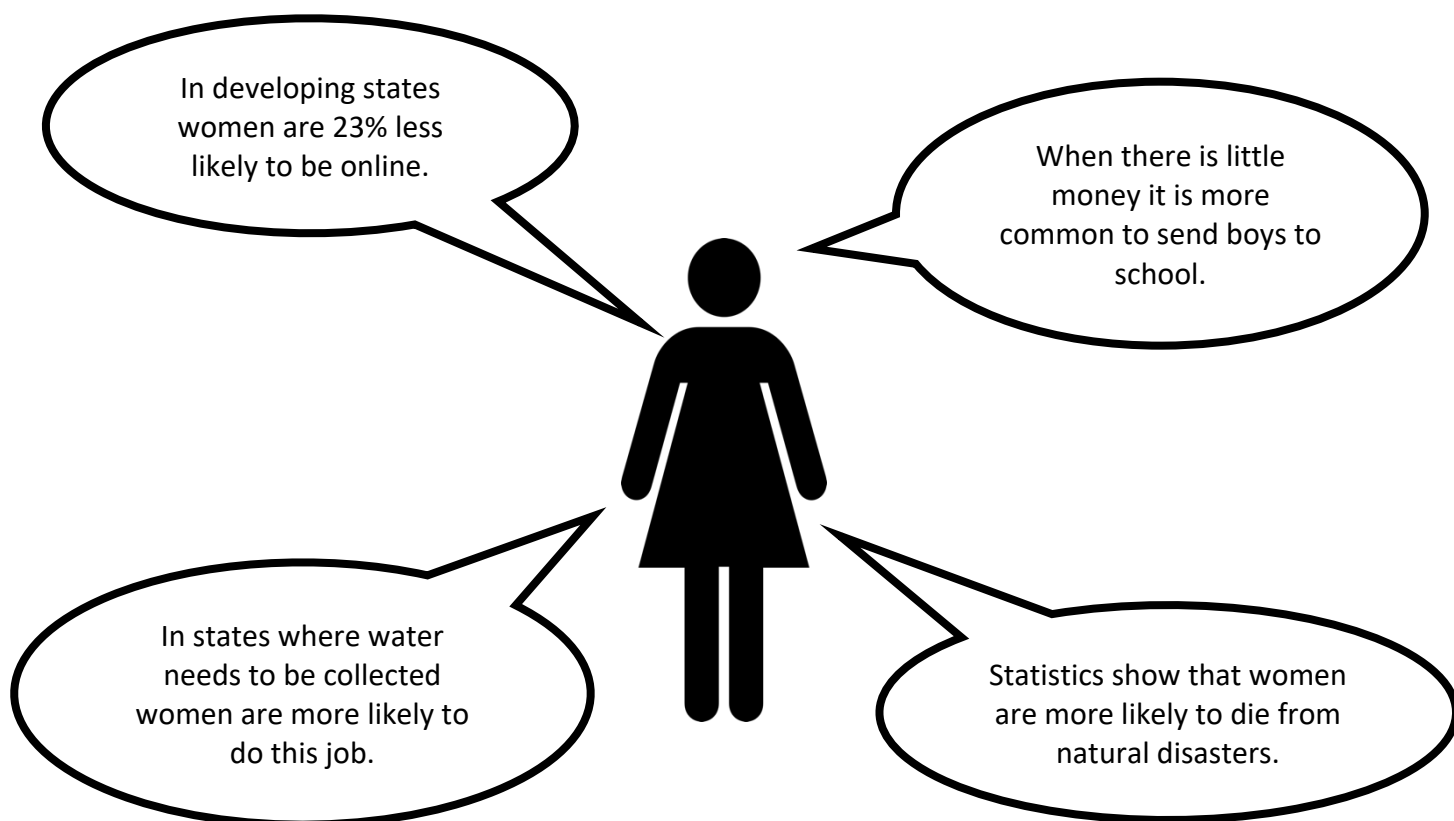 In developing states
women are 23% less
likely to be online.
When there is little
money it is more
common to send boys to
school.
In states where water
needs to be collected
women are more likely to
do this job.
Statistics show that women
are more likely to die from
natural disasters.